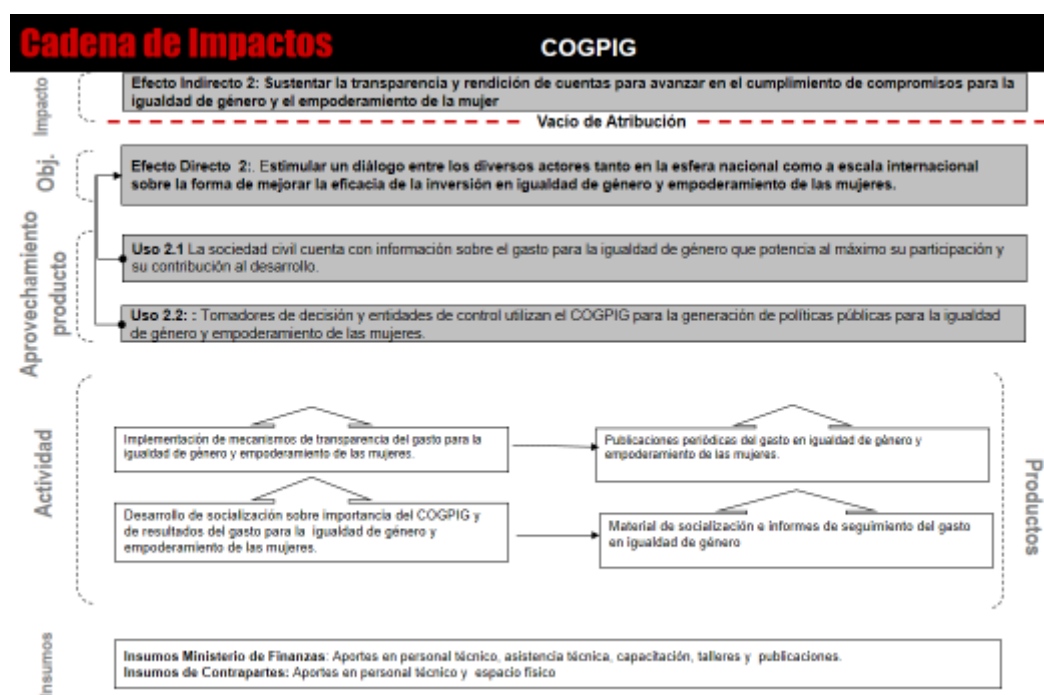 Cadena de Impactos
COGPIG
Impacto
Efecto Indirecto 2: Sustentar la transparencia y rendición de cuentas para avanzar en el cumplimiento de compromisos para la
igualdad de género y el empoderamiento de la mujer
Vacío de Atribución
Obj.
Efecto Directo 2:. Estimular un diálogo entre los diversos actores tanto en la esfera nacional como a escala internacional
sobre la forma de mejorar la eficacia de la inversión en igualdad de género y empoderamiento de las mujeres.
Aprovechamiento
producto
Uso 2.1 La sociedad civil cuenta con información sobre el gasto para la igualdad de género que potencia al máximo su participación y
su contribución al desarrollo.
Uso 2.2: : Tomadores de decisión y entidades de control utilizan el COGPIG para la generación de políticas públicas para la igualdad
de género y empoderamiento de las mujeres.
Actividad
Implementación de mecanismos de transparencia del gasto para la
igualdad de género y empoderamiento de las mujeres.
Publicaciones periódicas del gasto en igualdad de género y
empoderamiento de las mujeres.
Desarrollo de socialización sobre importancia del COGPIG y
de resultados del gasto para la igualdad de género y
empoderamiento de las mujeres.
Material de socialización e informes de seguimiento del gasto
en igualdad de género
Productos
Insumos
Insumos Ministerio de Finanzas: Aportes en personal técnico, asistencia técnica, capacitación, talleres y publicaciones.
Insumos de Contrapartes: Aportes en personal técnico y espacio físico